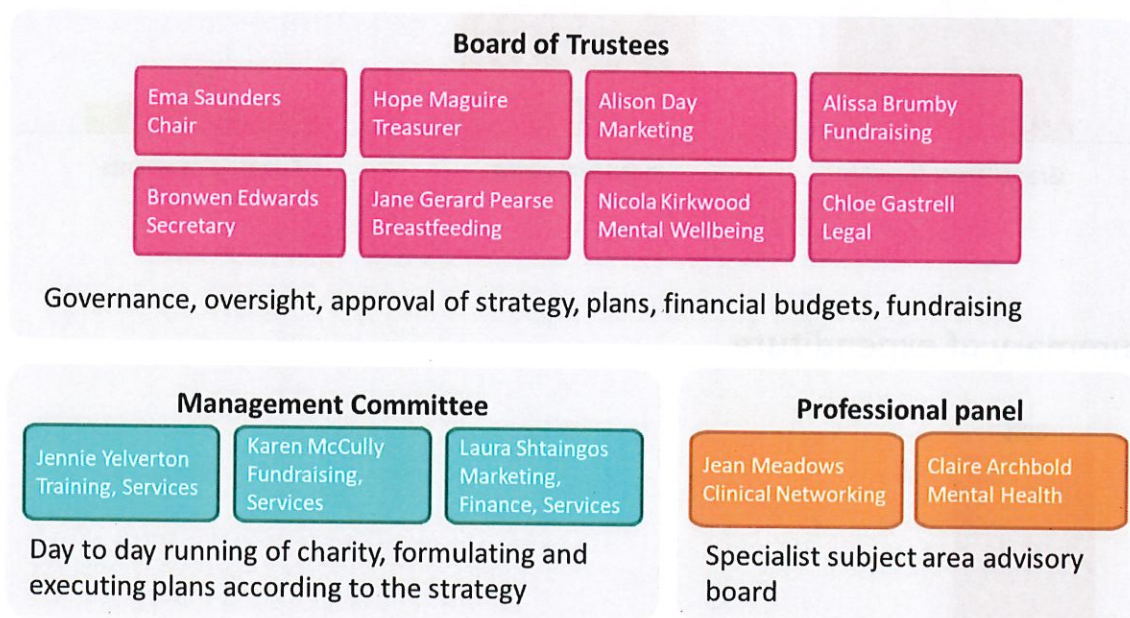 Board of Trustees
Ema Saunders
Chair
Hope Maguire
Treasurer
Alison Day
Marketing
Alissa Brumby
Fundraising
Bronwen Edwards
Secretary
Jane Gerard Pearse
Breastfeeding
Nicola Kirkwood
Mental Wellbeing
Chloe Gastrell
Legal
Governance, oversight, approval of strategy, plans, financial budgets, fundraising
Management Committee
Jennie Yelverton
Training, Services
Karen McCully
Fundraising,
Services
Laura Shtaingos
Marketing,
Finance, Services
Day to day running of charity, formulating and
executing plans according to the strategy
Professional panel
Jean Meadows
Clinical Networking
Claire Archbold
Mental Health
Specialist subject area advisory
board